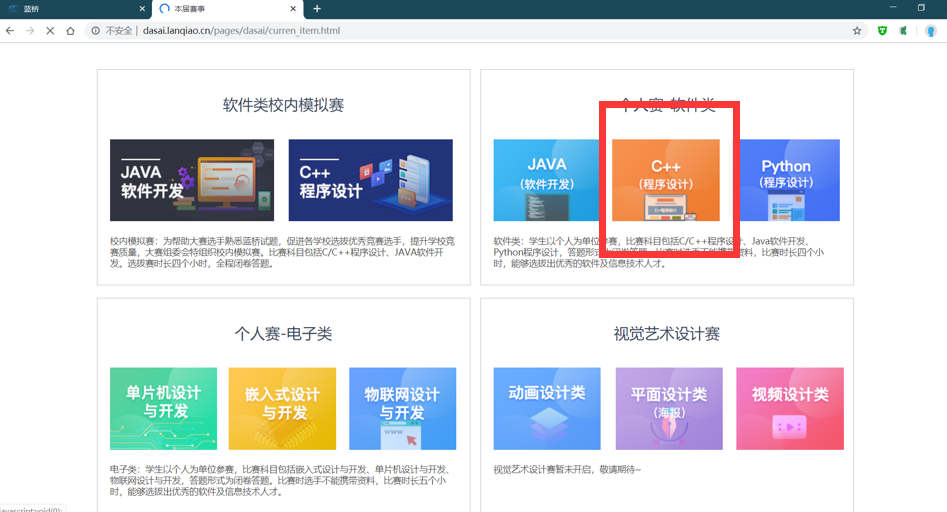 蓝桥
本届赛事
不安全 | dasai.lanqiao.cn/pages/dasai/curren_item.html
软件类校内模拟赛
JAVA
软件开发
C++
程序设计
校内模拟赛：为帮助大赛选手熟悉蓝桥试题，促进各学校选拔优秀竞赛选手，提升学校竞
赛质量，大赛组委会特组织校内模拟赛。比赛科目包括C/C++程序设计、JAVA软件开
发。选拔赛时长四个小时，全程闭卷答题。
个人赛-软件类
JAVA
（软件开发）
C++
（程序设计）
C++程序设计
Python
（程序设计）
软件类：学生以个人为单位参赛，比赛科目包括C/C++程序设计、Java软件开发、
Python程序设计，答题形式为闭卷答题。比赛时选手不能携带资料，比赛时长四个小
时，能够选拔出优秀的软件及信息技术人才。
个人赛-电子类
单片机设计
与开发
嵌入式设计
与开发
物联网设计
与开发
WWW
电子类：学生以个人为单位参赛，比赛科目包括嵌入式设计与开发、单片机设计与开发、
物联网设计与开发，答题形式为闭卷答题。比赛时选手不能携带资料，比赛时长五个小
时，能够选拔出优秀的软件及信息技术人才。
视觉艺术设计赛
动画设计类
平面设计类
（海报）
视频设计类
视觉艺术设计赛暂未开启，敬请期待~
javascript:void(0);